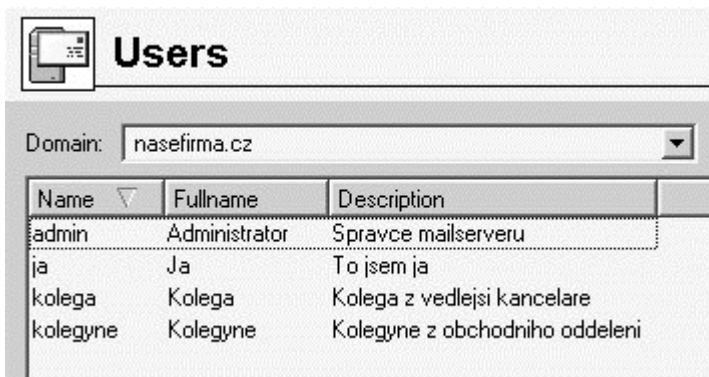 Users
Domain: nasefirma.cz
Name Fullname Description
admin Administrator Spravce mailserveru
ja Ja To jsem ja
kolega Kolega Kolega z vedlejsi kancelare
kolegyne Kolegyne Kolegyne z obchodniho oddeleni